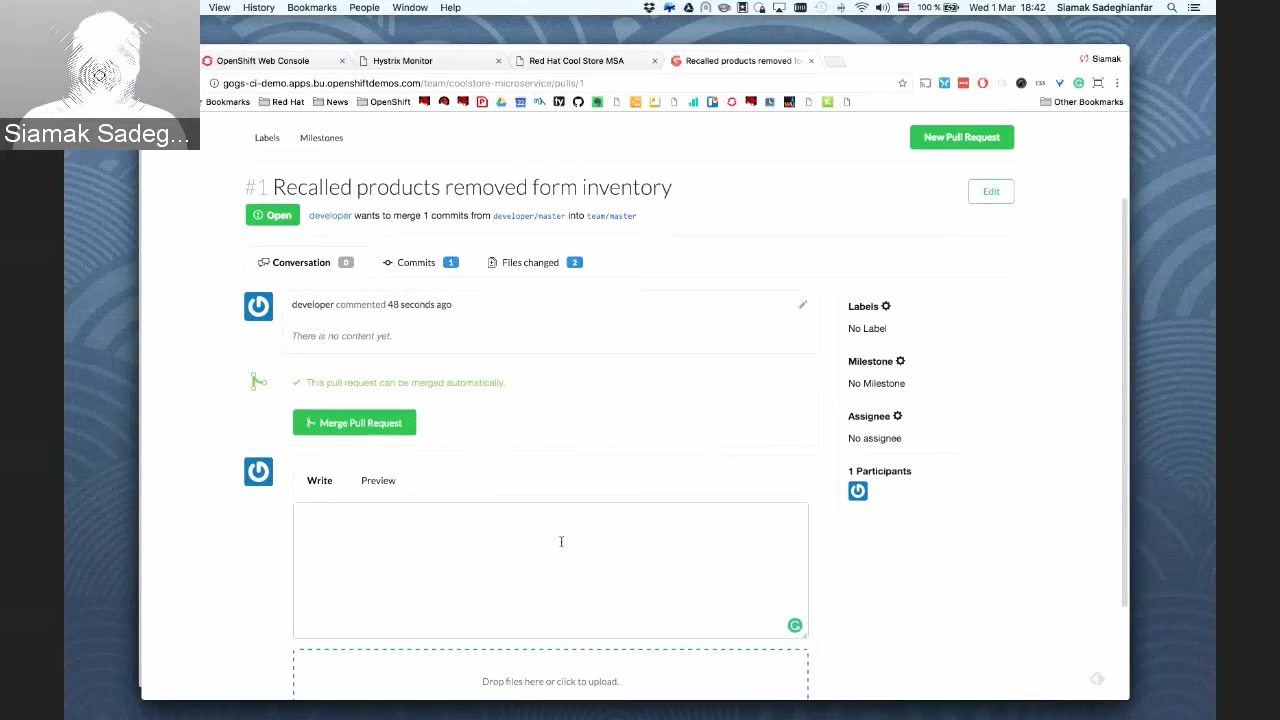 View History Bookmarks People Window Help 100 % Wed 1 Mar 18:42 Siamak Sadeghianfar
OpenShift Web Console × Hystrix Monitor × Red Hat Cool Store MSA × Recalled products removed fo × Siamak
gogs-ci-demo.apps.bu.openshiftdemos.com/team/coolstore-microservice/pulls/1
Bookmarks Red Hat News OpenShift Other Bookmarks
Siamak Sadeg...
Labels Milestones New Pull Request
#1 Recalled products removed form inventory Edit
Open developer wants to merge 1 commits from developer/master into team/master
Conversation 0 Commits 1 Files changed 2
developer commented 48 seconds ago
There is no content yet.
This pull request can be merged automatically.
Merge Pull Request
Write Preview
Drop files here or click to upload.
Labels
No Label
Milestone
No Milestone
Assignee
No assignee
1 Participants